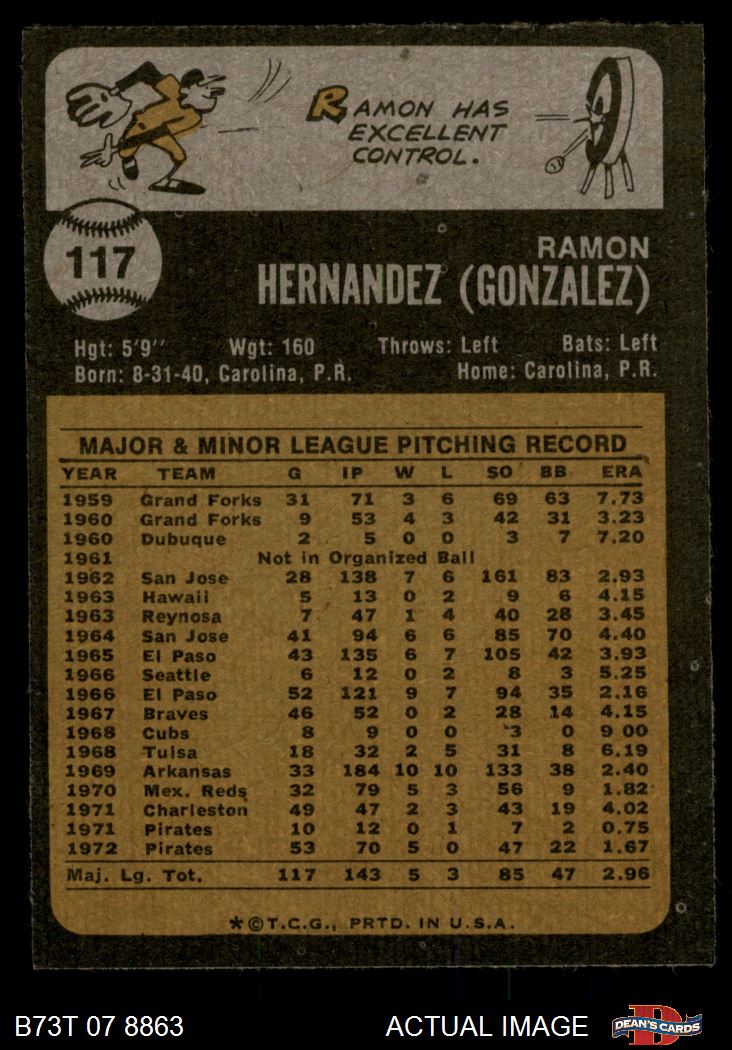 RAMON HAS
EXCELLENT
CONTROL.
117
RAMON
HERNANDEZ (GONZALEZ)
Hgt: 5'9" Wgt: 160 Throws: Left Bats: Left
Born: 8-31-40, Carolina, P.R. Home: Carolina, P.R.
MAJOR & MINOR LEAGUE PITCHING RECORD
YEAR TEAM G IP W L SO BB ERA
1959 Grand Forks 31 71 3 6 69 63 7.73
1960 Grand Forks 9 53 4 3 42 31 3.23
1960 Dubuque 2 5 0 0 3 7 7.20
1961 Not in Organized Ball
1962 San Jose 28 138 7 6 161 83 2.93
1963 Hawaii 5 13 0 2 9 6 4.15
1963 Reynosa 7 47 1 4 40 28 3.45
1964 San Jose 41 94 6 6 85 70 4.40
1965 El Paso 43 135 6 7 105 42 3.93
1966 Seattle 6 12 0 2 8 3 5.25
1966 El Paso 52 121 9 7 94 35 2.16
1967 Braves 46 52 0 2 28 14 4.15
1968 Cubs 8 9 0 0 3 0 9 00
1968 Tulsa 18 32 2 5 31 8 6.19
1969 Arkansas 33 184 10 10 133 38 2.40
1970 Mex. Reds 32 79 5 3 56 9 1.82
1971 Charleston 49 47 2 3 43 19 4.02
1971 Pirates 10 12 0 1 7 2 0.75
1972 Pirates 53 70 5 0 47 22 1.67
Maj. Lg. Tot. 117 143 5 3 85 47 2.96
*©T.C.G., PRTD. IN U.S.A.
B73T 07 8863 ACTUAL IMAGE D DEAN'S CARDS